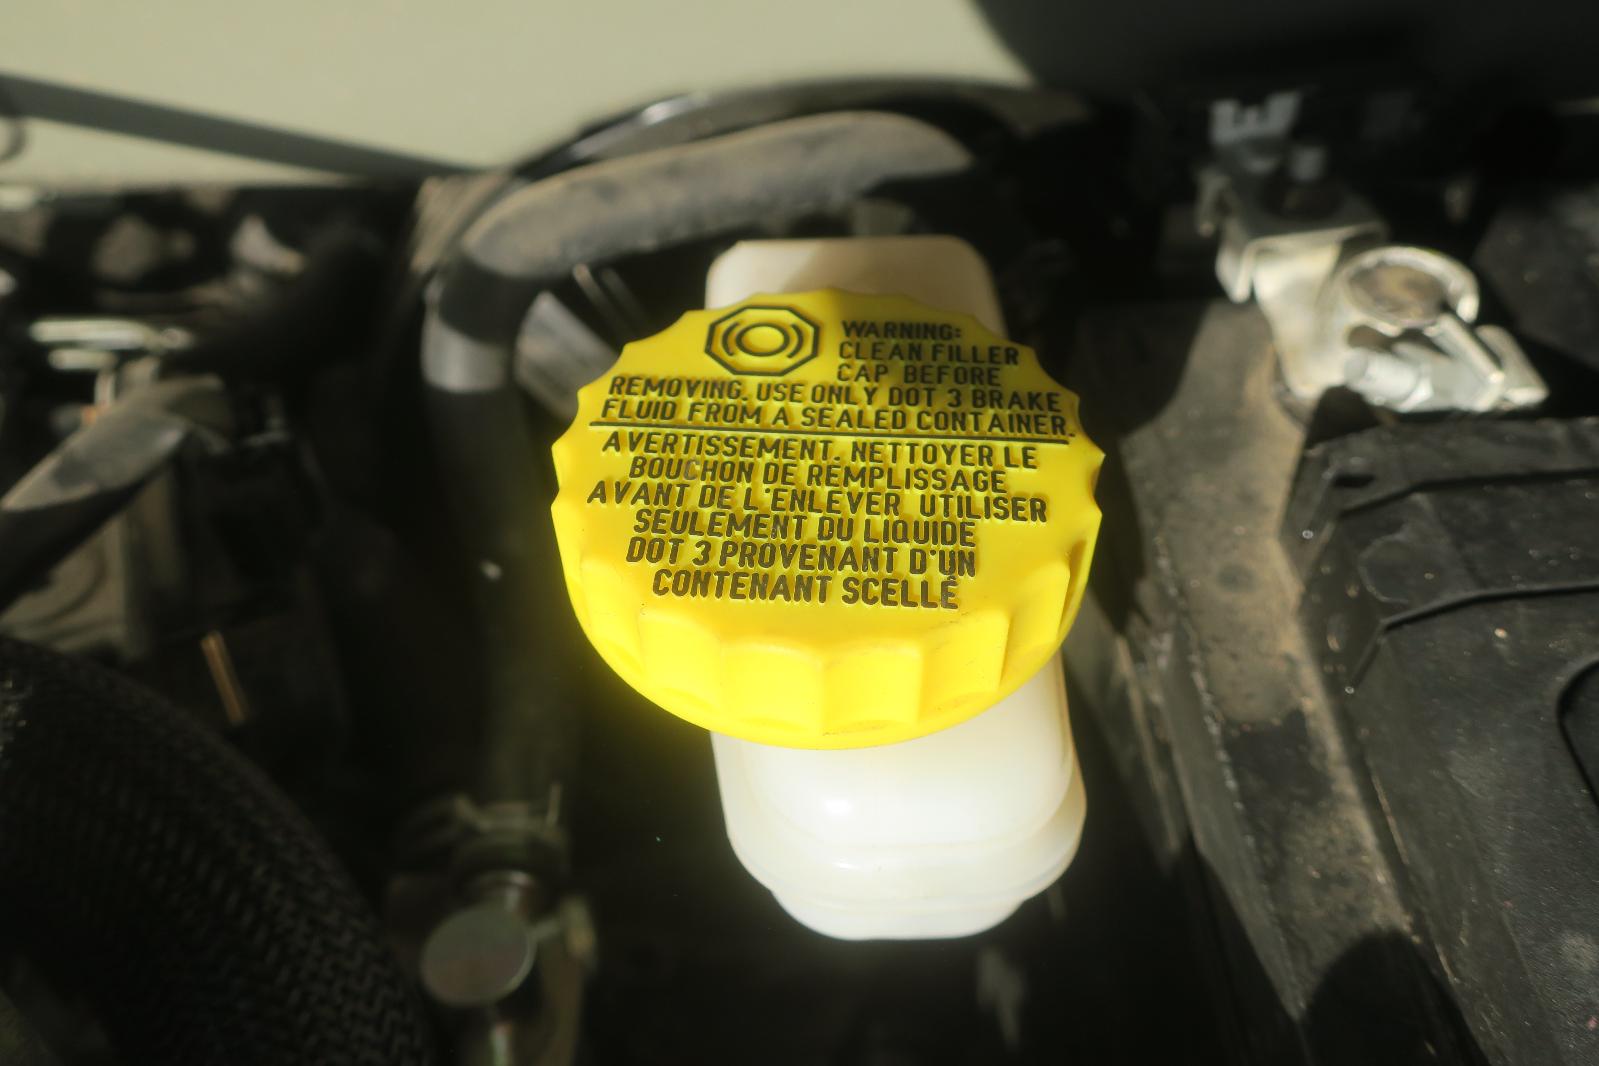 WARNING:
CLEAN FILLER
CAP BEFORE
REMOVING. USE ONLY DOT 3 BRAKE
FLUID FROM A SEALED CONTAINER.
AVERTISSEMENT. NETTOYER LE
BOUCHON DE REMPLISSAGE
AVANT DE L'ENLEVER UTILISER
SEULEMENT DU LIQUIDE
DOT 3 PROVENANT D'UN
CONTENANT SCELLÉ